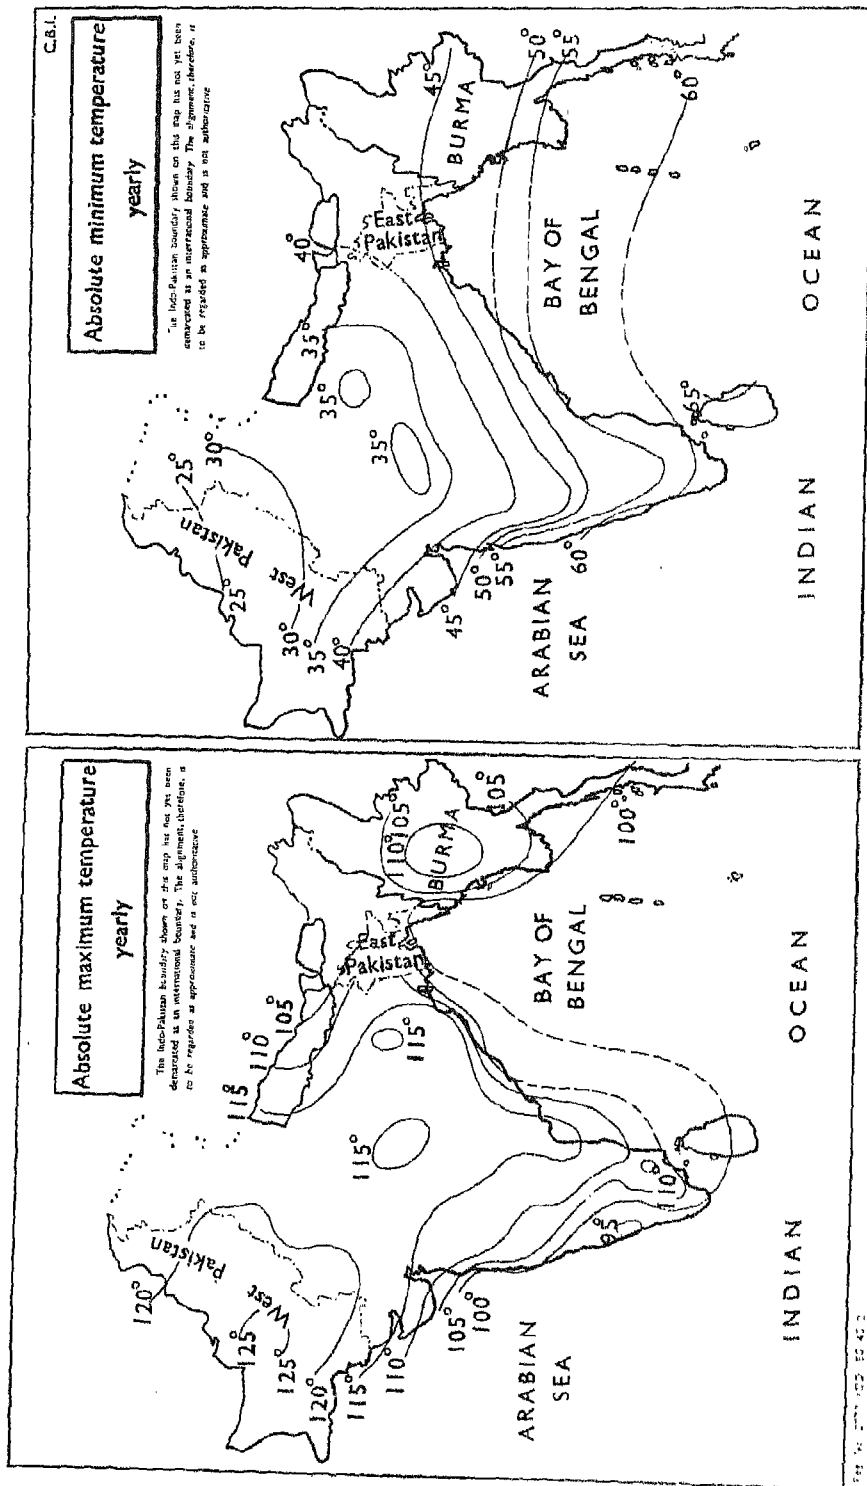 C.B.I.
Absolute minimum temperature
yearly
The Indo-Pakistan boundary shown on this map has not yet been
demarcated as an international boundary. The alignment, therefore, is
to be regarded as approximate and is not authoritative
25°
30°
25°
West Pakistan
30°
35°
40°
45°
50°
55°
60°
35°
35°
35°
40°
East
Pakistan
45°
BURMA
50°
55°
60°
65°
ARABIAN
SEA
BAY OF
BENGAL
INDIAN
OCEAN
Absolute maximum temperature
yearly
The Indo-Pakistan boundary shown on this map has not yet been
demarcated as an international boundary. The alignment, therefore, is
to be regarded as approximate and is not authoritative
120°
West Pakistan
125°
125°
120°
115°
110°
105°
100°
95°
110°
115°
115°
115°
110°
105°
East
Pakistan
110°
105°
BURMA
105°
100°
ARABIAN
SEA
BAY OF
BENGAL
INDIAN
OCEAN